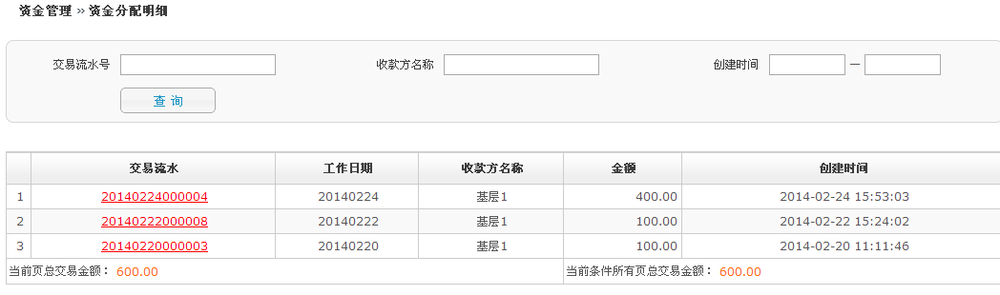 资金管理 » 资金分配明细
交易流水号 收款方名称 创建时间 —
查 询
交易流水 工作日期 收款方名称 金额 创建时间
1 20140224000004 20140224 基层1 400.00 2014-02-24 15:53:03
2 20140222000008 20140222 基层1 100.00 2014-02-22 15:24:02
3 20140220000003 20140220 基层1 100.00 2014-02-20 11:11:46
当前页总交易金额： 600.00 当前条件所有页总交易金额： 600.00